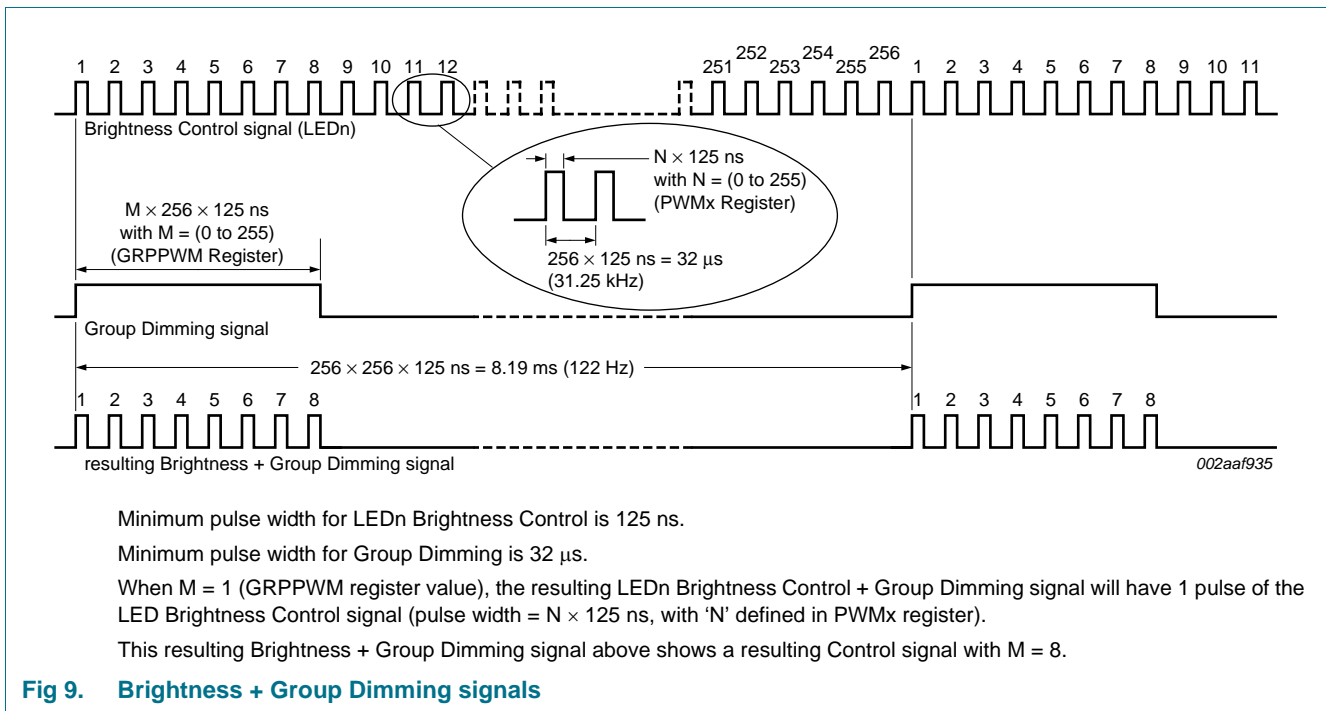 1 2 3 4 5 6 7 8 9 10 11 12 251 252 253 254 255 256 1 2 3 4 5 6 7 8 9 10 11
Brightness Control signal (LEDn)
N × 125 ns
with N = (0 to 255)
(PWMx Register)
M × 256 × 125 ns
with M = (0 to 255)
(GRPPWM Register)
256 × 125 ns = 32 μs
(31.25 kHz)
Group Dimming signal
256 × 256 × 125 ns = 8.19 ms (122 Hz)
1 2 3 4 5 6 7 8 1 2 3 4 5 6 7 8
resulting Brightness + Group Dimming signal
002aaf935
Minimum pulse width for LEDn Brightness Control is 125 ns.
Minimum pulse width for Group Dimming is 32 μs.
When M = 1 (GRPPWM register value), the resulting LEDn Brightness Control + Group Dimming signal will have 1 pulse of the
LED Brightness Control signal (pulse width = N × 125 ns, with ‘N’ defined in PWMx register).
This resulting Brightness + Group Dimming signal above shows a resulting Control signal with M = 8.
Fig 9. Brightness + Group Dimming signals